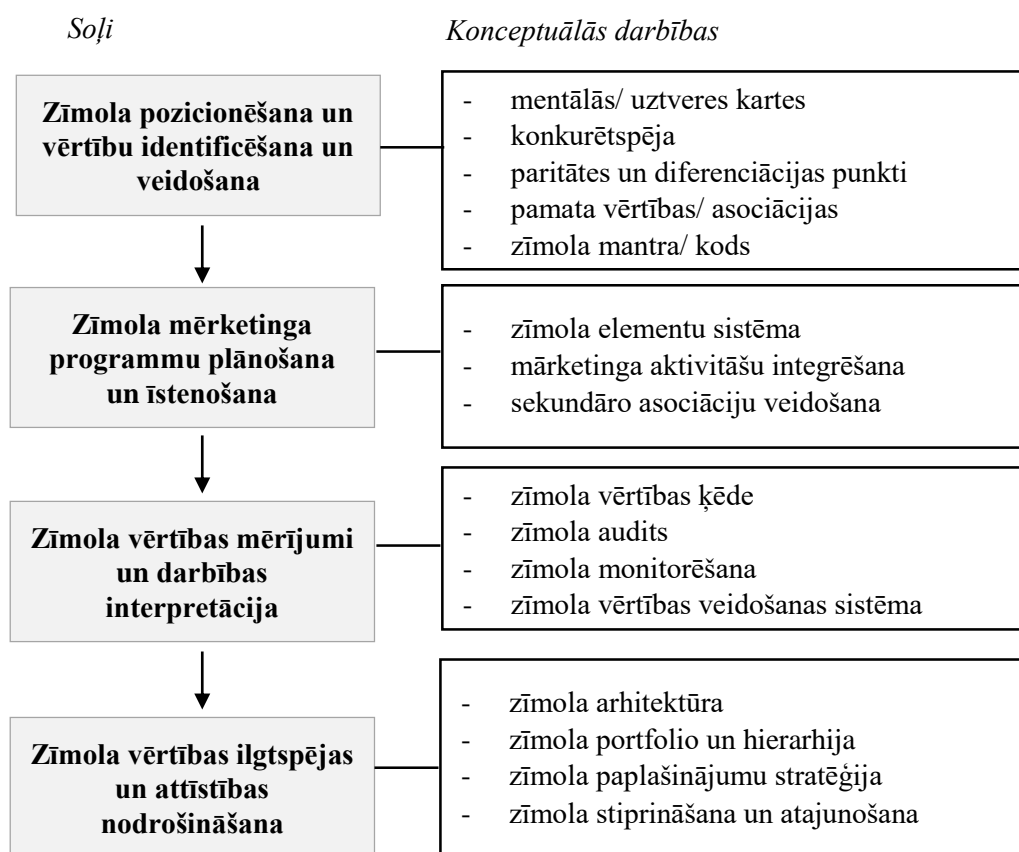 Soļi
Konceptuālās darbības
Zīmola pozicionēšana un
vērtību identificēšana un
veidošana
- mentālās/ uztveres kartes
- konkurētspēja
- paritātes un diferenciācijas punkti
- pamata vērtības/ asociācijas
- zīmola mantra/ kods
Zīmola mērketinga
programmu plānošana
un īstenošana
- zīmola elementu sistēma
- mārketinga aktivitāšu integrēšana
- sekundāro asociāciju veidošana
Zīmola vērtības mērījumi
un darbības
interpretācija
- zīmola vērtības ķēde
- zīmola audits
- zīmola monitorēšana
- zīmola vērtības veidošanas sistēma
Zīmola vērtības ilgtspējas
un attīstības
nodrošināšana
- zīmola arhitektūra
- zīmola portfolio un hierarhija
- zīmola paplašinājumu stratēģija
- zīmola stiprināšana un atajunošana